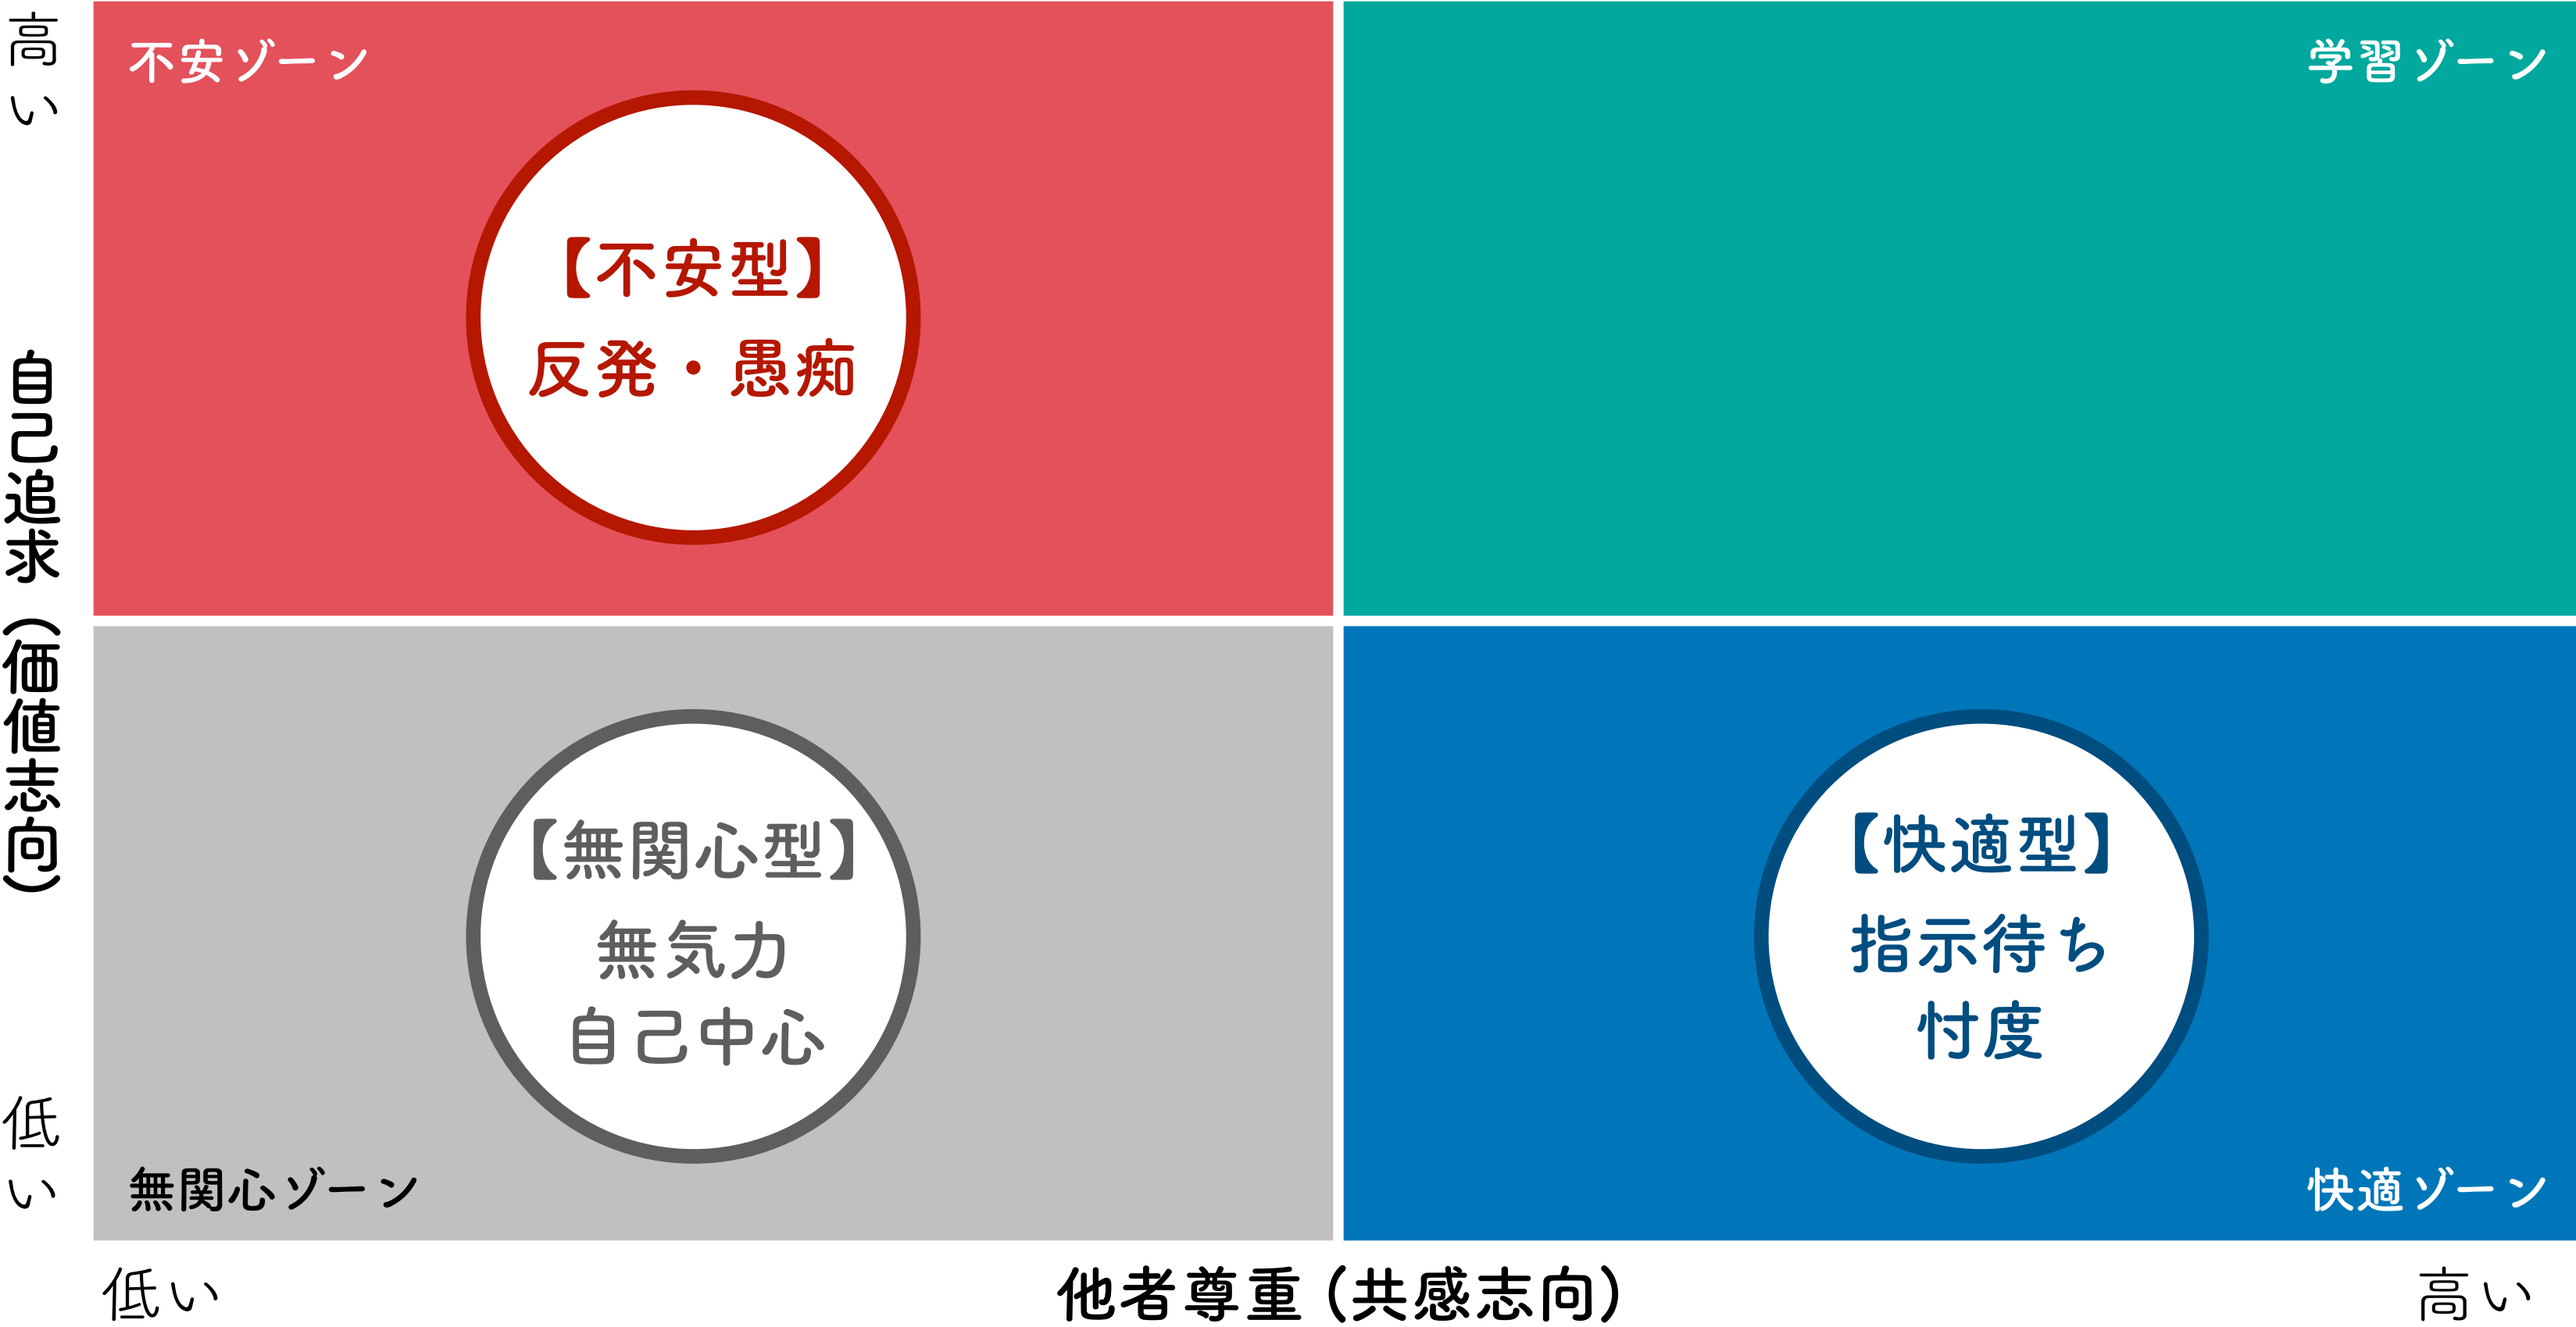 高い
不安ゾーン
学習ゾーン
【不安型】
反発・愚痴
自己追求（価値志向）
【無関心型】
無気力
自己中心
【快適型】
指示待ち
忖度
低い
無関心ゾーン
快適ゾーン
低い
他者尊重（共感志向）
高い